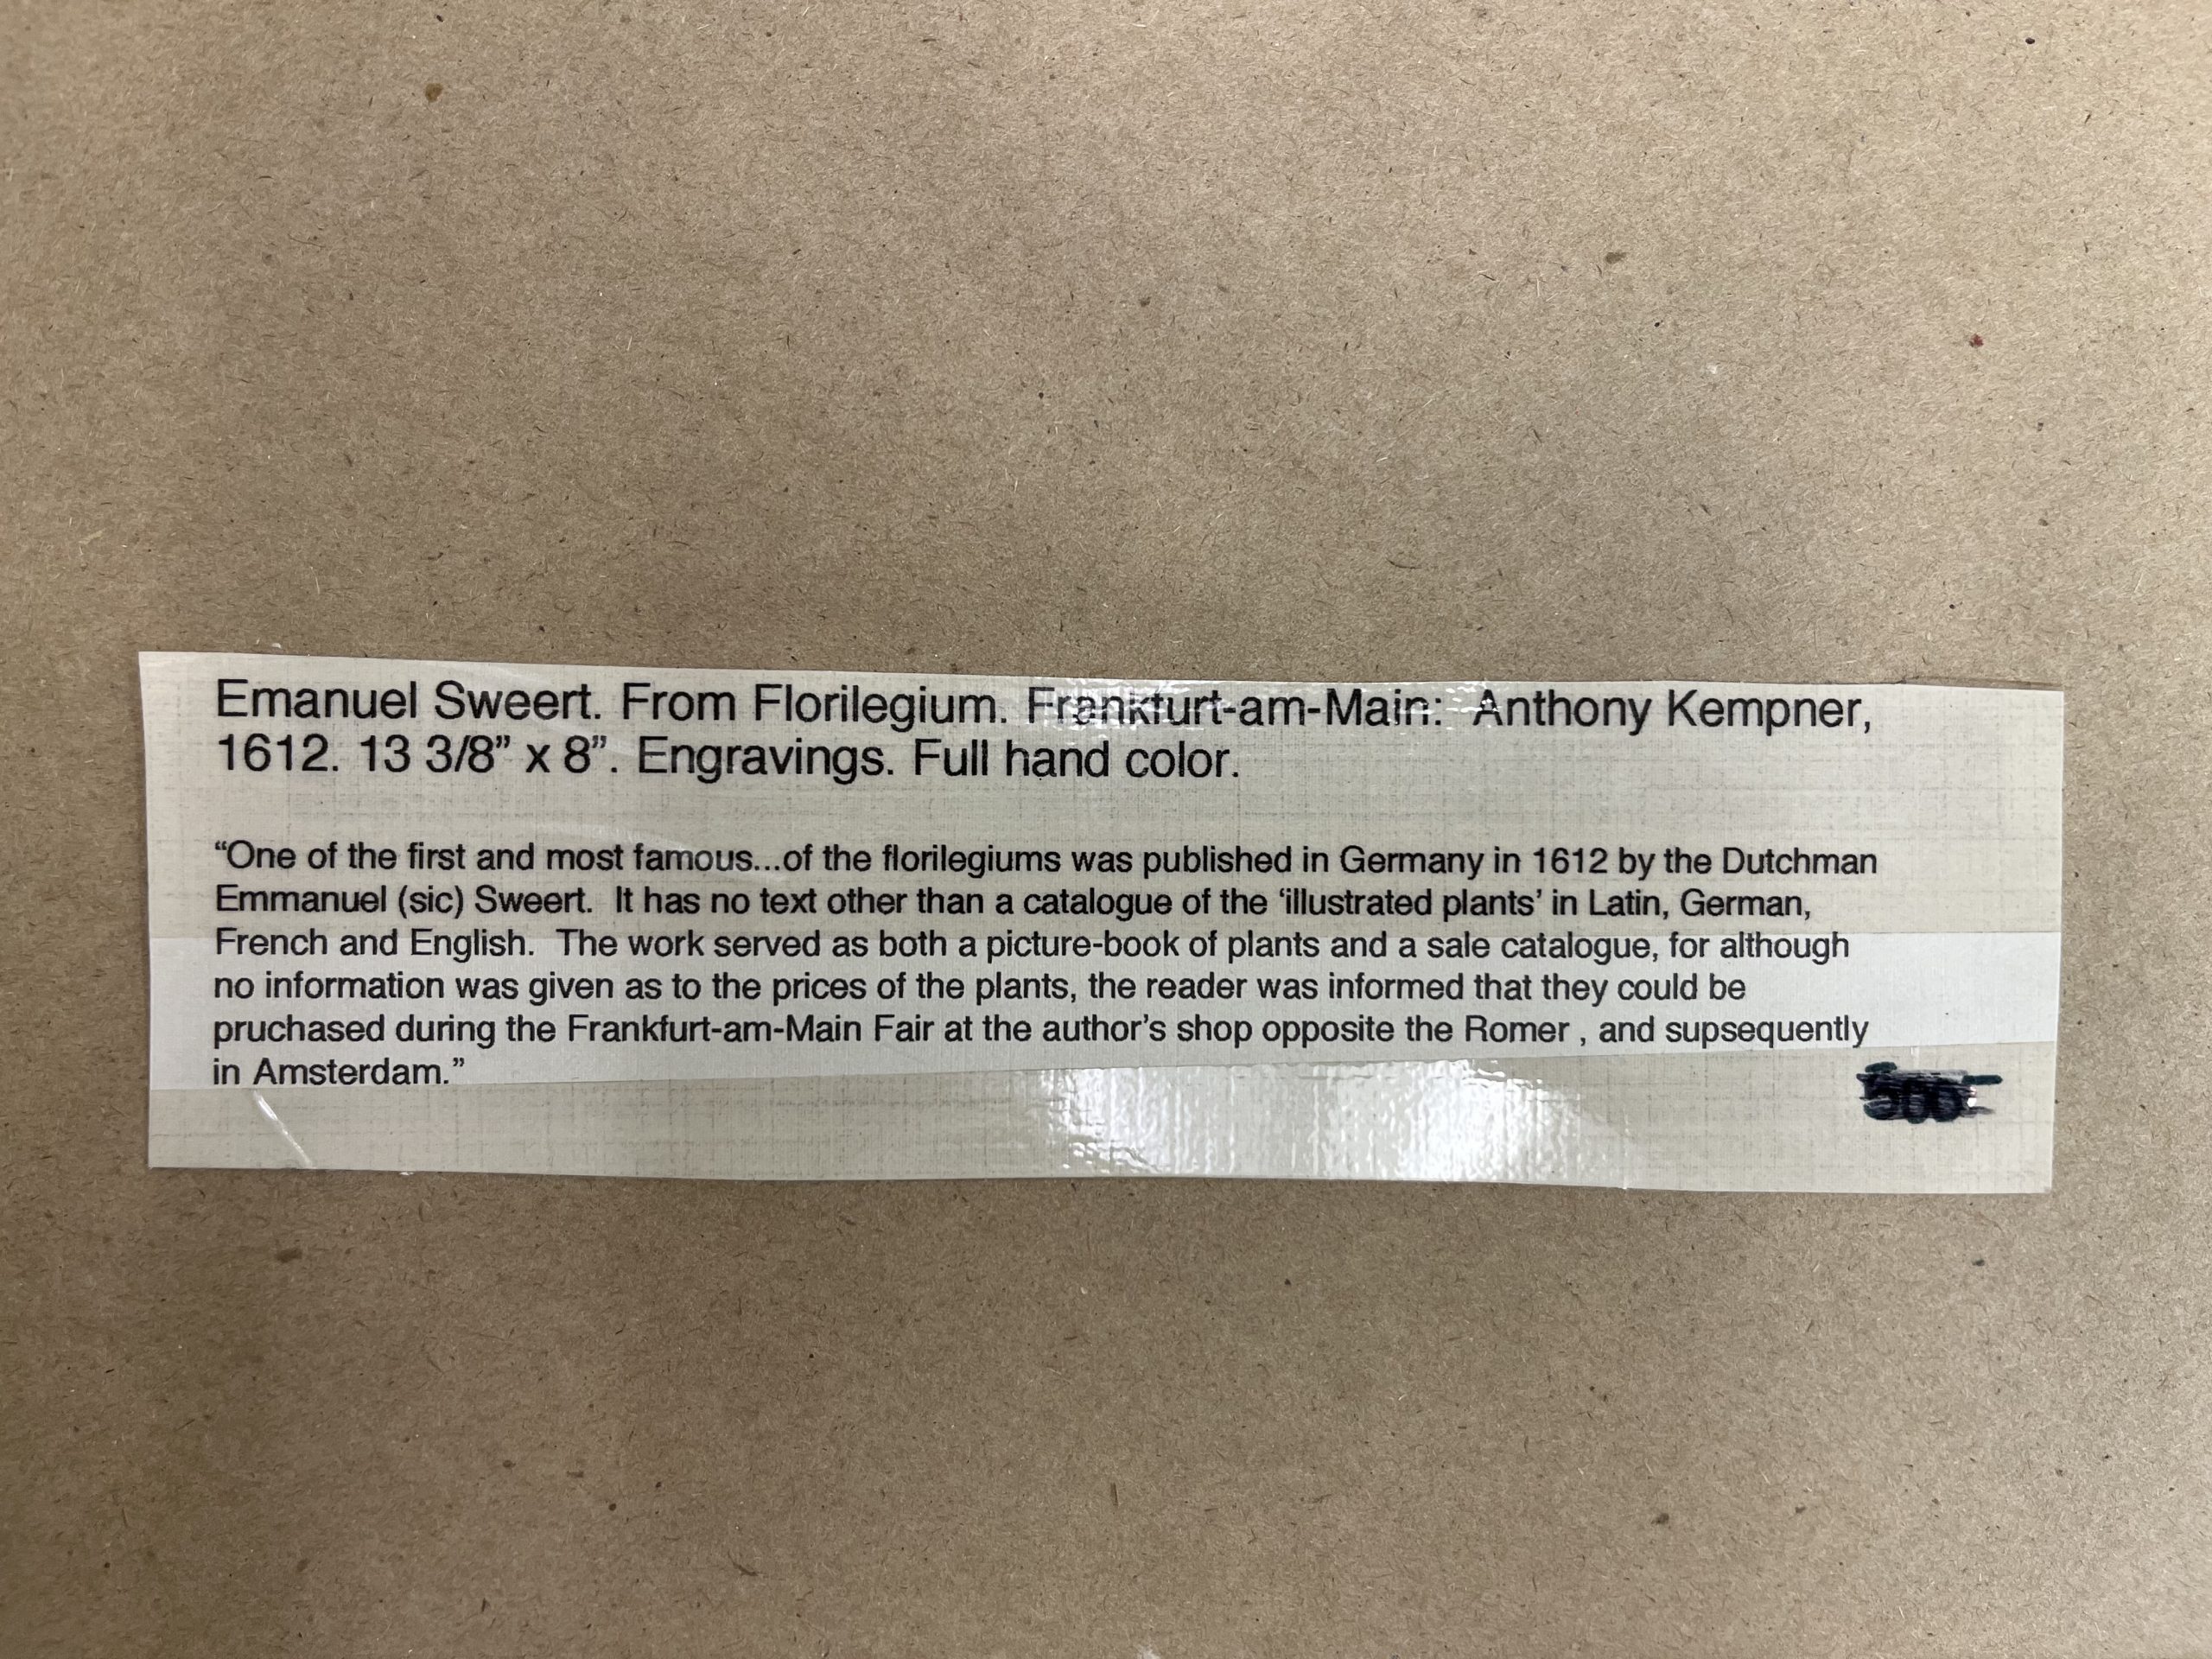 Emanuel Sweert. From Florilegium. Frankfurt-am-Main:  Anthony Kempner,
1612. 13 3/8” x 8”. Engravings. Full hand color.
“One of the first and most famous...of the florilegiums was published in Germany in 1612 by the Dutchman
Emmanuel (sic) Sweert.  It has no text other than a catalogue of the ‘illustrated plants’ in Latin, German,
French and English.  The work served as both a picture-book of plants and a sale catalogue, for although
no information was given as to the prices of the plants, the reader was informed that they could be
pruchased during the Frankfurt-am-Main Fair at the author’s shop opposite the Romer , and supsequently
in Amsterdam.”